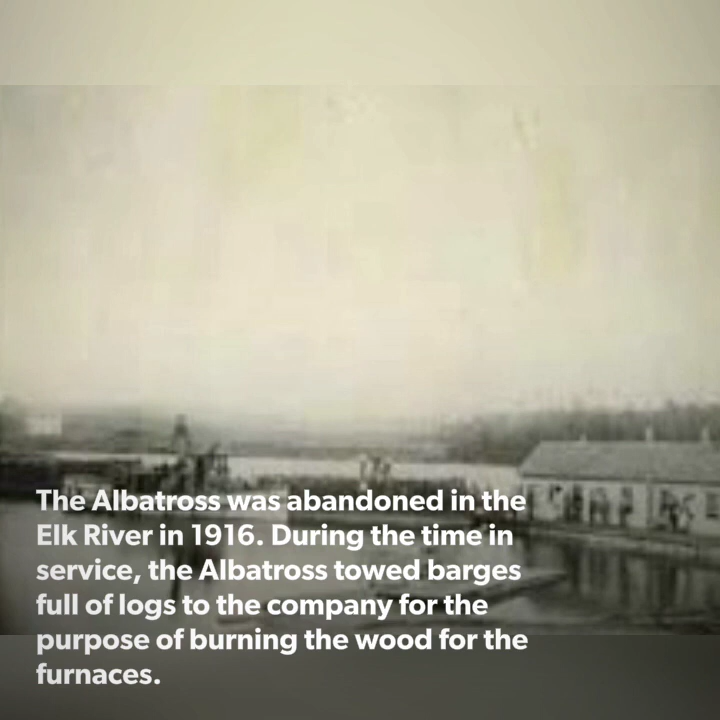 The Albatross was abandoned in the
Elk River in 1916. During the time in
service, the Albatross towed barges
full of logs to the company for the
purpose of burning the wood for the
furnaces.